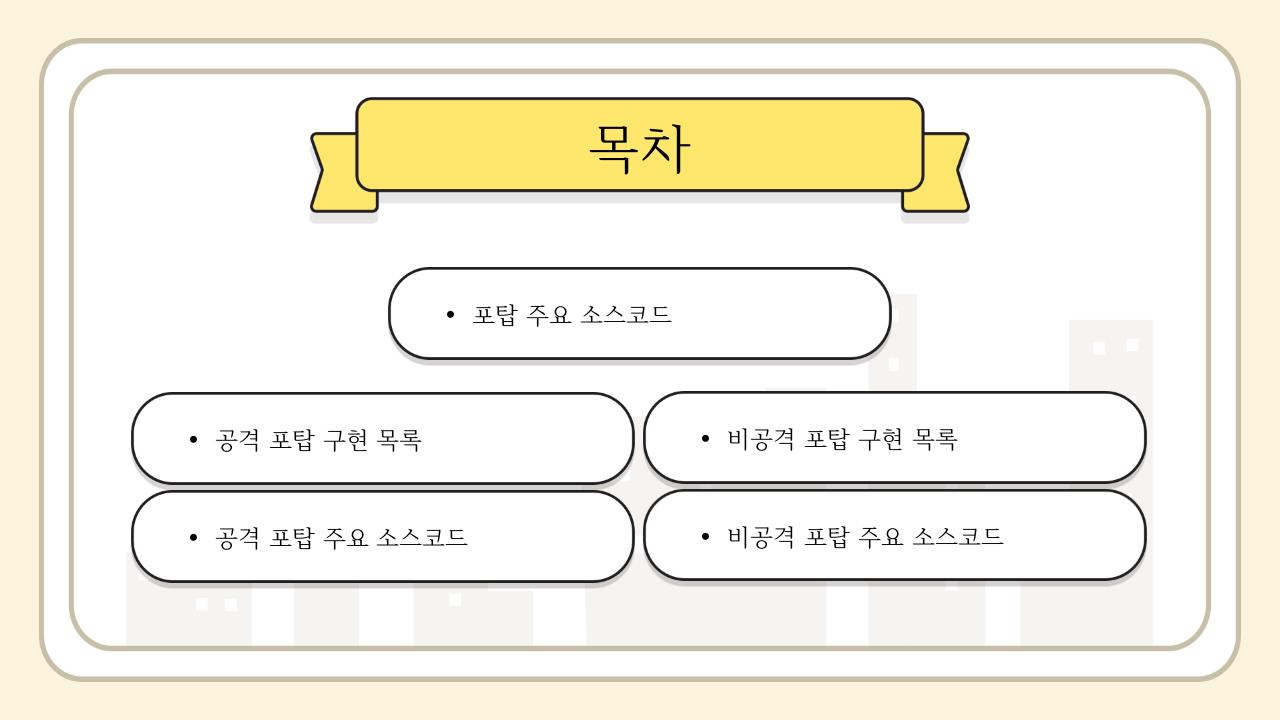 목차
• 포탑 주요 소스코드
• 공격 포탑 구현 목록
• 비공격 포탑 구현 목록
• 공격 포탑 주요 소스코드
• 비공격 포탑 주요 소스코드